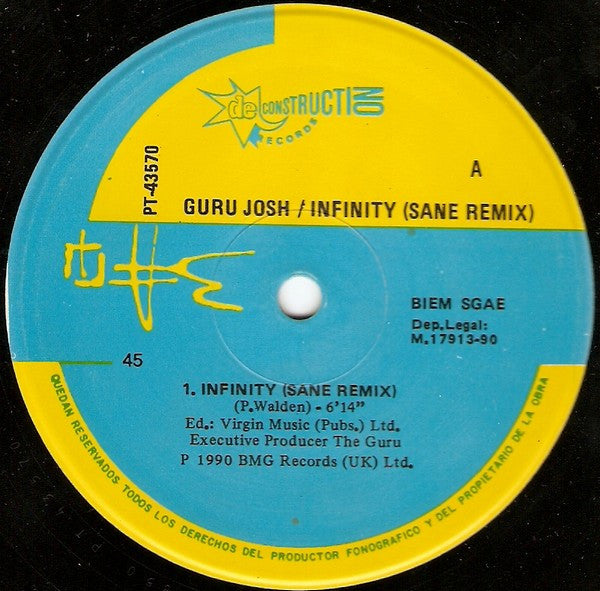 deCONSTRUCTION
RECORDS
A
PT-43570
GURU JOSH / INFINITY (SANE REMIX)
BIEM SGAE
Dep.Legal:
M.17913-90
45
1. INFINITY (SANE REMIX)
(P.Walden) - 6'14"
Ed.: Virgin Music (Pubs.) Ltd.
Executive Producer The Guru
P 1990 BMG Records (UK) Ltd.
QUEDAN RESERVADOS TODOS LOS DERECHOS DEL PRODUCTOR FONOGRAFICO Y DEL PROPIETARIO DE LA OBRA